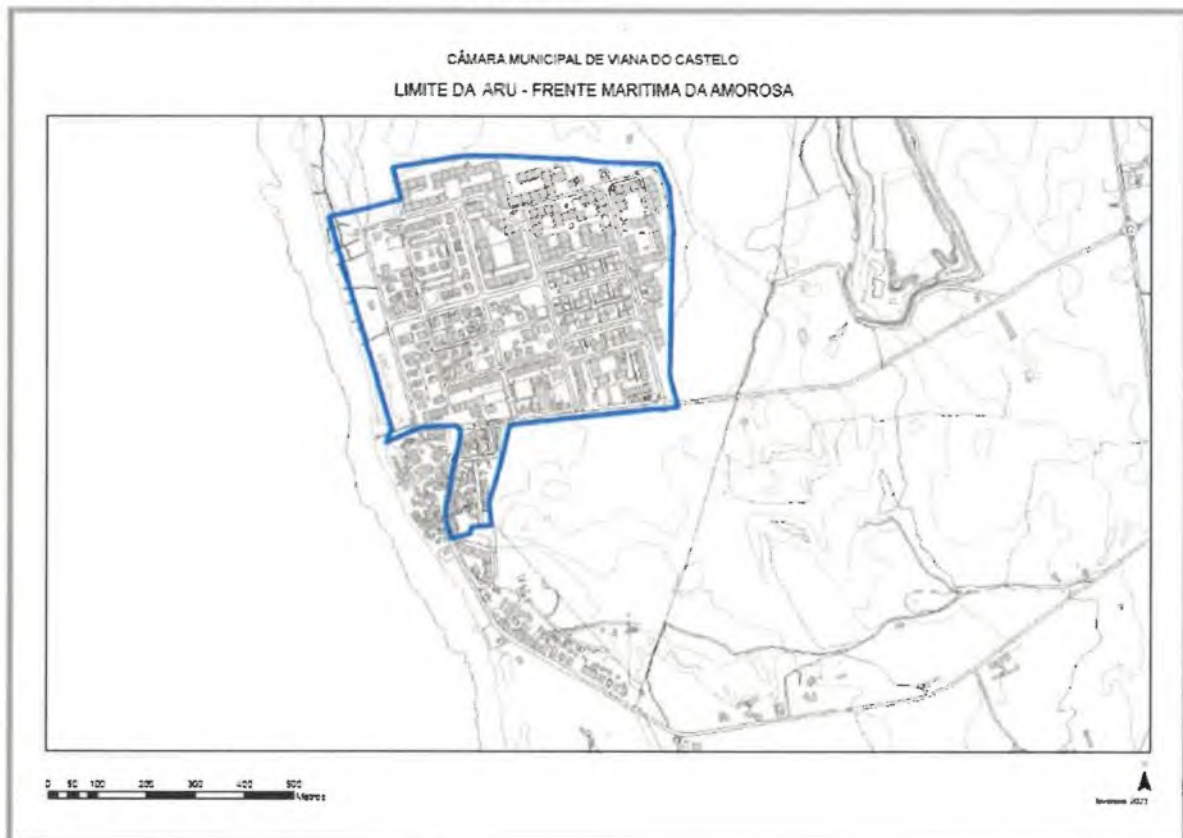 CÂMARA MUNICIPAL DE VIANA DO CASTELO
LIMITE DA ARU - FRENTE MARITIMA DA AMOROSA
0 50 100 200 300 400 500
Metros